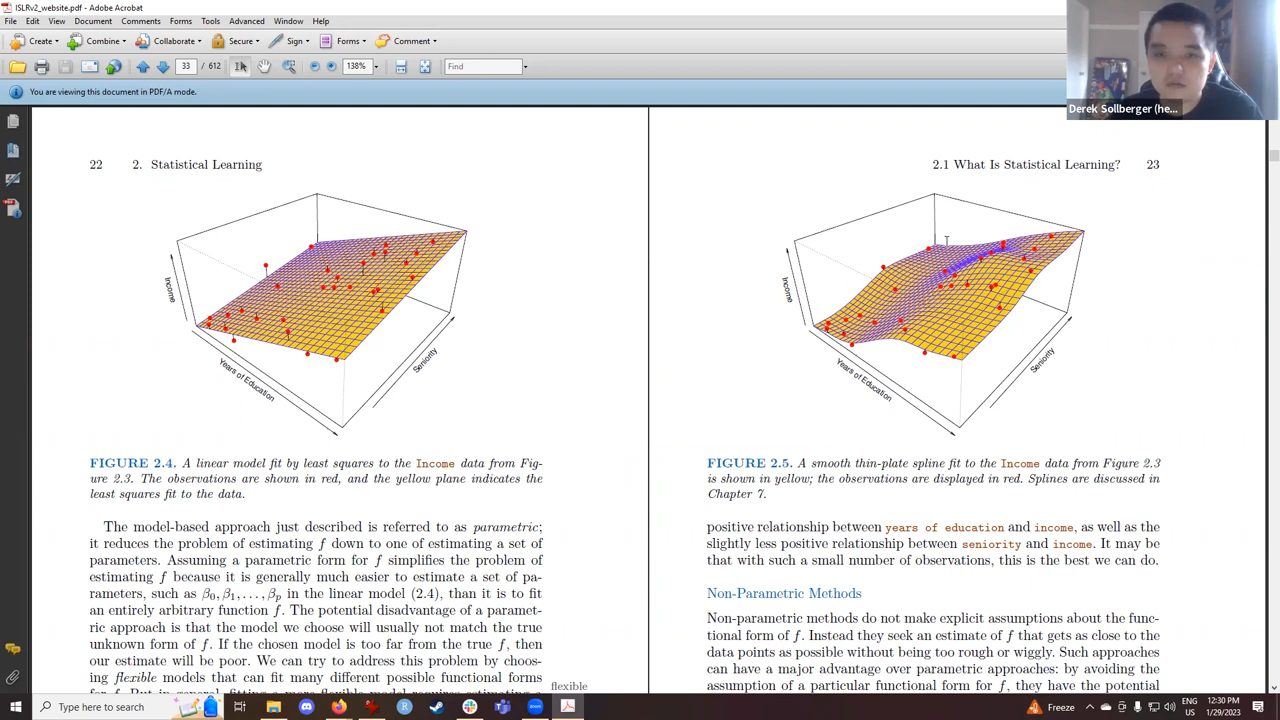 ISLRv2_website.pdf - Adobe Acrobat
File Edit View Document Comments Forms Tools Advanced Window Help
Create Combine Collaborate Secure Sign Forms Comment
33 / 612 138% Find
You are viewing this document in PDF/A mode.
Derek Sollberger (he...
22 2. Statistical Learning
Income
Years of Education
Seniority
FIGURE 2.4. A linear model fit by least squares to the Income data from Fig-
ure 2.3. The observations are shown in red, and the yellow plane indicates the
least squares fit to the data.
The model-based approach just described is referred to as parametric;
it reduces the problem of estimating f down to one of estimating a set of
parameters. Assuming a parametric form for f simplifies the problem of
estimating f because it is generally much easier to estimate a set of pa-
rameters, such as β0, β1, . . . , βp in the linear model (2.4), than it is to fit
an entirely arbitrary function f. The potential disadvantage of a paramet-
ric approach is that the model we choose will usually not match the true
unknown form of f. If the chosen model is too far from the true f, then
our estimate will be poor. We can try to address this problem by choos-
ing flexible models that can fit many different possible functional forms
flexible
for f. But in general, fitting a more flexible model requires estimating a
2.1 What Is Statistical Learning? 23
Income
Years of Education
Seniority
FIGURE 2.5. A smooth thin-plate spline fit to the Income data from Figure 2.3
is shown in yellow; the observations are displayed in red. Splines are discussed in
Chapter 7.
positive relationship between years of education and income, as well as the
slightly less positive relationship between seniority and income. It may be
that with such a small number of observations, this is the best we can do.
Non-Parametric Methods
Non-parametric methods do not make explicit assumptions about the func-
tional form of f. Instead they seek an estimate of f that gets as close to the
data points as possible without being too rough or wiggly. Such approaches
can have a major advantage over parametric approaches: by avoiding the
assumption of a particular functional form for f, they have the potential
Type here to search
Freeze
ENG
US
12:30 PM
1/29/2023